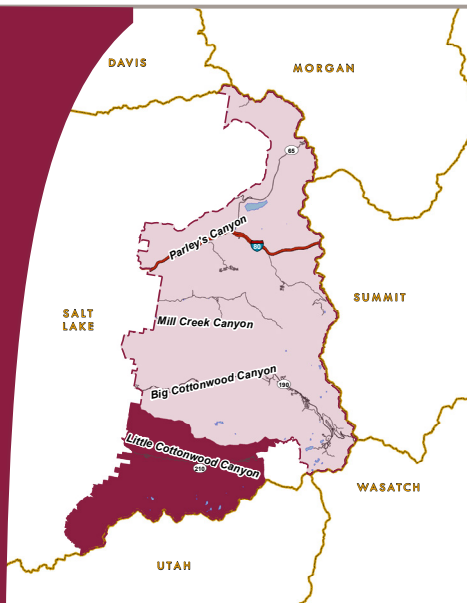 DAVIS
MORGAN
65
Parley's Canyon
80
SALT
LAKE
SUMMIT
Mill Creek Canyon
Big Cottonwood Canyon
190
Little Cottonwood Canyon
210
WASATCH
UTAH